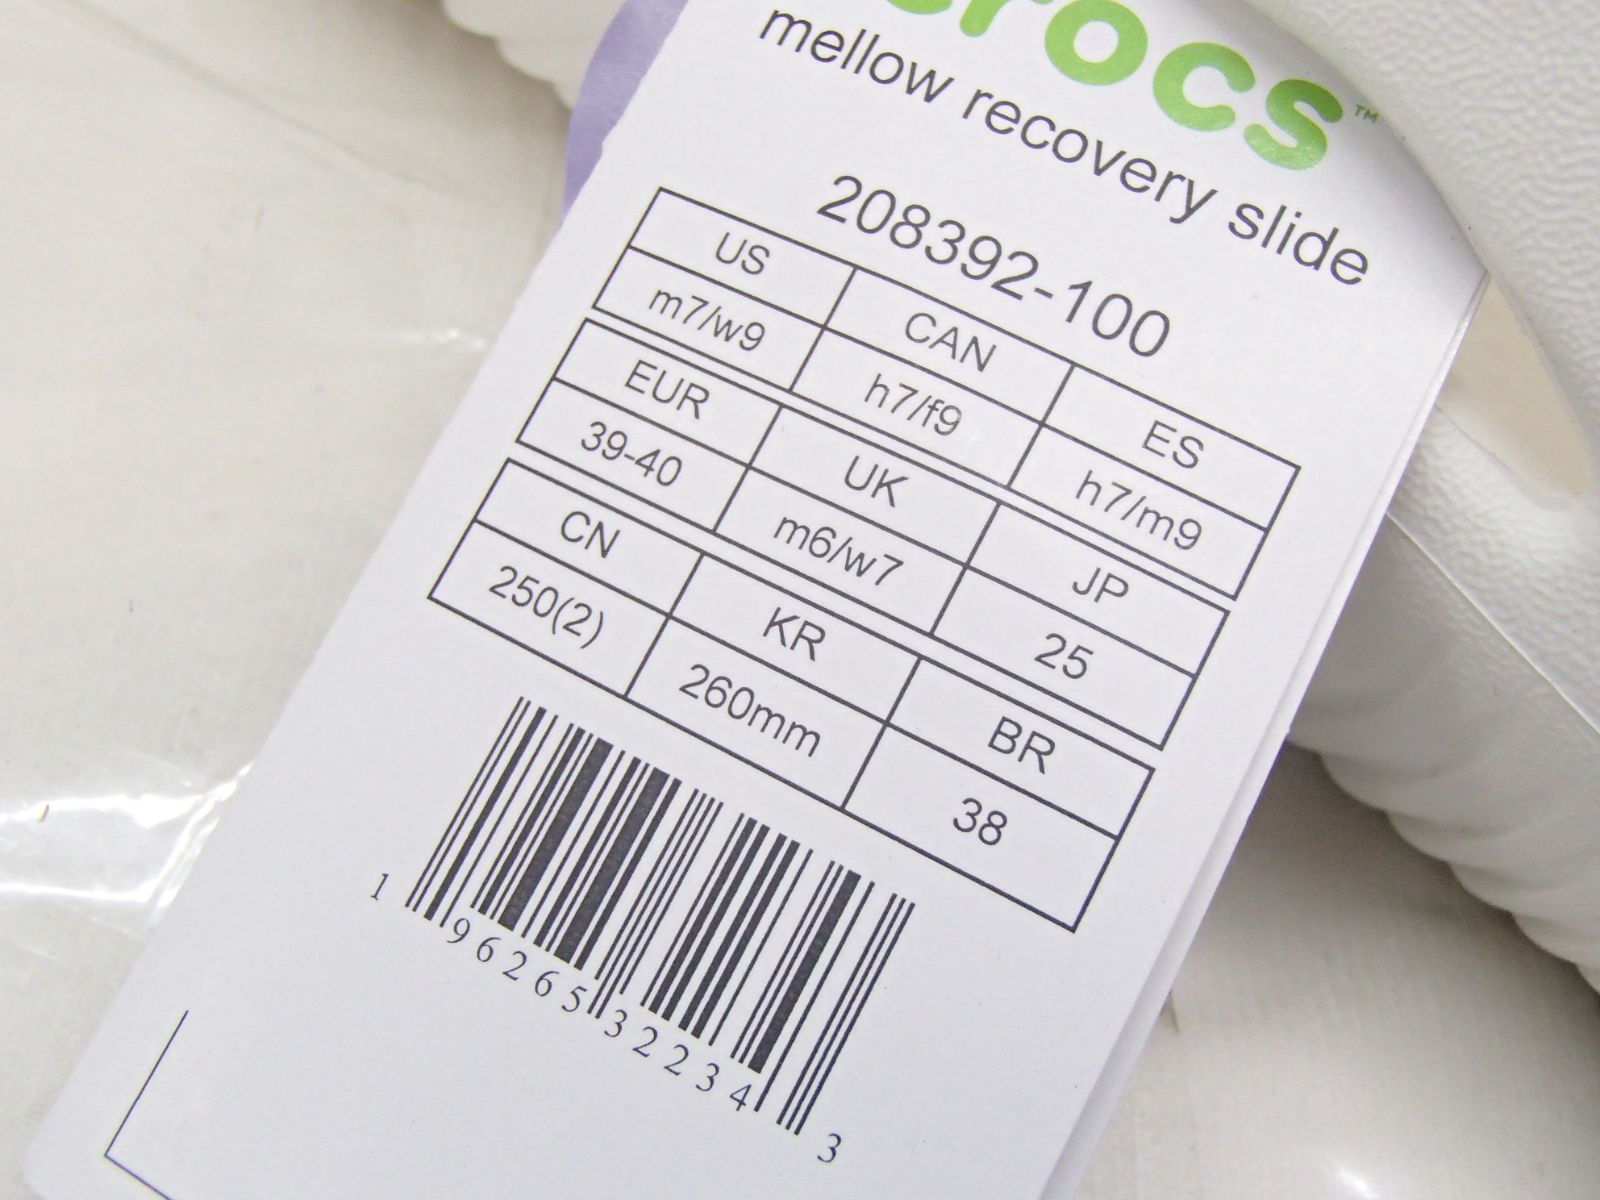 crocs™
mellow recovery slide
208392-100
US CAN ES
m7/w9 h7/f9 h7/m9
EUR UK JP
39-40 m6/w7 25
CN KR BR
250(2) 260mm 38
1 96265 32234 3